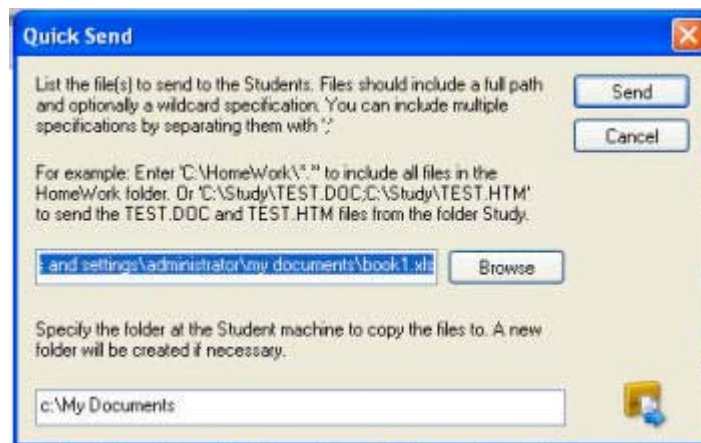 Quick Send
List the file(s) to send to the Students. Files should include a full path
and optionally a wildcard specification. You can include multiple
specifications by separating them with ';'
Send
Cancel
For example: Enter 'C:\HomeWork\*.*' to include all files in the
HomeWork folder. Or 'C:\Study\TEST.DOC;C:\Study\TEST.HTM'
to send the TEST.DOC and TEST.HTM files from the folder Study.
s and settings\administrator\my documents\book1.xls
Browse
Specify the folder at the Student machine to copy the files to. A new
folder will be created if necessary.
c:\My Documents